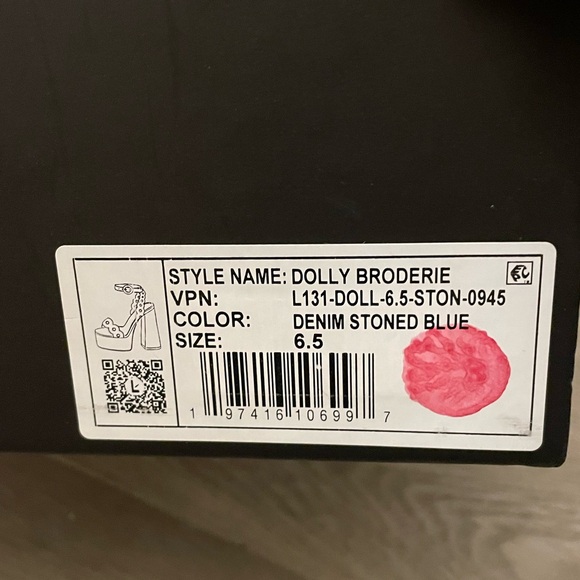 STYLE NAME: DOLLY BRODERIE
VPN: L131-DOLL-6.5-STON-0945
COLOR: DENIM STONED BLUE
SIZE: 6.5
1 97416 10699 7